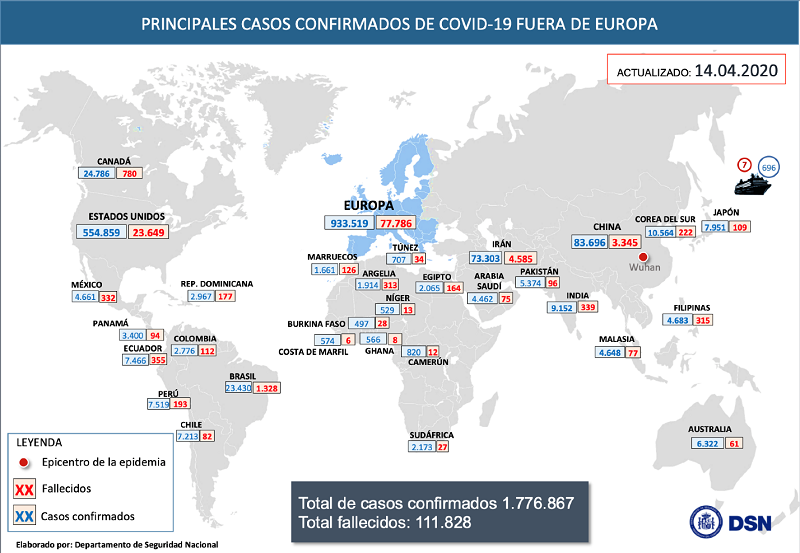 PRINCIPALES CASOS CONFIRMADOS DE COVID-19 FUERA DE EUROPA
ACTUALIZADO: 14.04.2020
CANADÁ
24.786 780
ESTADOS UNIDOS
554.859 23.649
MÉXICO
4.661 332
REP. DOMINICANA
2.967 177
PANAMÁ
3.400 94
ECUADOR
7.466 355
COLOMBIA
2.776 112
BRASIL
23.430 1.328
PERÚ
7.519 193
CHILE
7.213 82
EUROPA
933.519 77.786
TÚNEZ
707 34
MARRUECOS
1.661 126
ARGELIA
1.914 313
EGIPTO
2.065 164
NÍGER
529 13
BURKINA FASO 497 28
574 6
COSTA DE MARFIL
566 8
GHANA
820 12
CAMERÚN
SUDÁFRICA
2.173 27
IRÁN
73.303 4.585
ARABIA
SAUDÍ
4.462 75
PAKISTÁN
5.374 96
INDIA
9.152 339
CHINA
83.696 3.345
Wuhan
COREA DEL SUR
10.564 222
JAPÓN
7.951 109
7 696
FILIPINAS
4.683 315
MALASIA
4.648 77
AUSTRALIA
6.322 61
LEYENDA
Epicentro de la epidemia
XX Fallecidos
XX Casos confirmados
Total de casos confirmados 1.776.867
Total fallecidos: 111.828
DSN
Elaborado por: Departamento de Seguridad Nacional